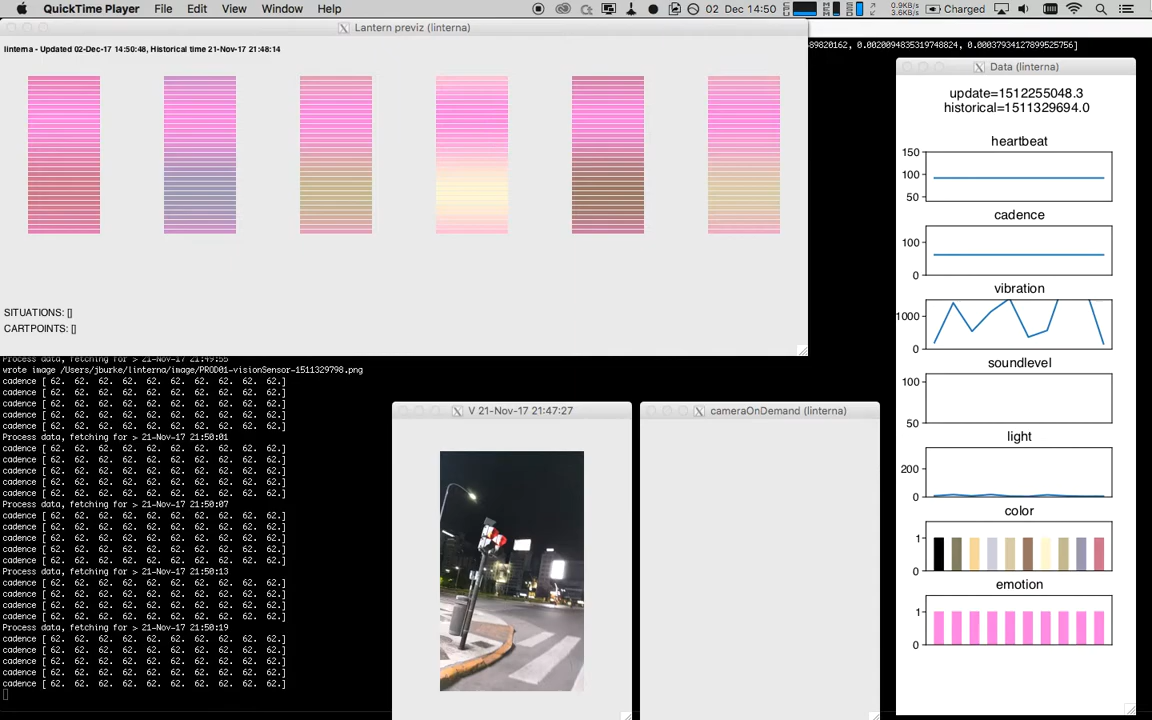 QuickTime Player File Edit View Window Help 02 Dec 14:50 0.9KB/s 3.6KB/s Charged
Lantern previz (linterna)
linterna - Updated 02-Dec-17 14:50:48, Historical time 21-Nov-17 21:48:14
589820162, 0.0020094835319748824, 0.00037934127899525756]
SITUATIONS: []
CARTPOINTS: []
Process data, fetching for > 21-Nov-17 21:49:55
wrote image /Users/jburke/linterna/image/PROD01-visionSensor-1511329798.png
cadence [ 62. 62. 62. 62. 62. 62. 62. 62. 62. 62.]
cadence [ 62. 62. 62. 62. 62. 62. 62. 62. 62. 62.]
cadence [ 62. 62. 62. 62. 62. 62. 62. 62. 62. 62.]
cadence [ 62. 62. 62. 62. 62. 62. 62. 62. 62. 62.]
cadence [ 62. 62. 62. 62. 62. 62. 62. 62. 62. 62.]
Process data, fetching for > 21-Nov-17 21:50:01
cadence [ 62. 62. 62. 62. 62. 62. 62. 62. 62. 62.]
cadence [ 62. 62. 62. 62. 62. 62. 62. 62. 62. 62.]
cadence [ 62. 62. 62. 62. 62. 62. 62. 62. 62. 62.]
cadence [ 62. 62. 62. 62. 62. 62. 62. 62. 62. 62.]
cadence [ 62. 62. 62. 62. 62. 62. 62. 62. 62. 62.]
Process data, fetching for > 21-Nov-17 21:50:07
cadence [ 62. 62. 62. 62. 62. 62. 62. 62. 62. 62.]
cadence [ 62. 62. 62. 62. 62. 62. 62. 62. 62. 62.]
cadence [ 62. 62. 62. 62. 62. 62. 62. 62. 62. 62.]
cadence [ 62. 62. 62. 62. 62. 62. 62. 62. 62. 62.]
cadence [ 62. 62. 62. 62. 62. 62. 62. 62. 62. 62.]
Process data, fetching for > 21-Nov-17 21:50:13
cadence [ 62. 62. 62. 62. 62. 62. 62. 62. 62. 62.]
cadence [ 62. 62. 62. 62. 62. 62. 62. 62. 62. 62.]
cadence [ 62. 62. 62. 62. 62. 62. 62. 62. 62. 62.]
cadence [ 62. 62. 62. 62. 62. 62. 62. 62. 62. 62.]
Process data, fetching for > 21-Nov-17 21:50:19
cadence [ 62. 62. 62. 62. 62. 62. 62. 62. 62. 62.]
cadence [ 62. 62. 62. 62. 62. 62. 62. 62. 62. 62.]
cadence [ 62. 62. 62. 62. 62. 62. 62. 62. 62. 62.]
cadence [ 62. 62. 62. 62. 62. 62. 62. 62. 62. 62.]
cadence [ 62. 62. 62. 62. 62. 62. 62. 62. 62. 62.]
V 21-Nov-17 21:47:27
cameraOnDemand (linterna)
Data (linterna)
update=1512255048.3
historical=1511329694.0
heartbeat
150
100
50
cadence
100
0
vibration
1000
0
soundlevel
100
50
light
200
0
color
1
0
emotion
1
0